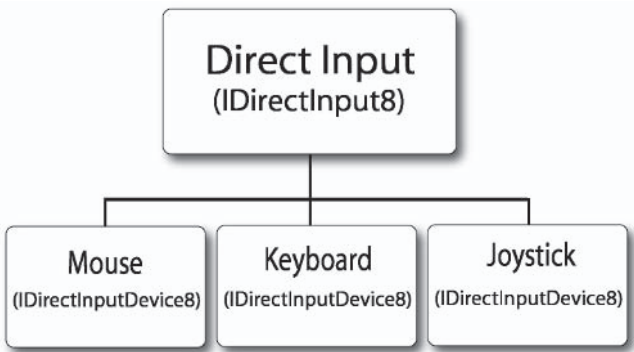 Direct Input
(IDirectInput8)
Mouse
(IDirectInputDevice8)
Keyboard
(IDirectInputDevice8)
Joystick
(IDirectInputDevice8)